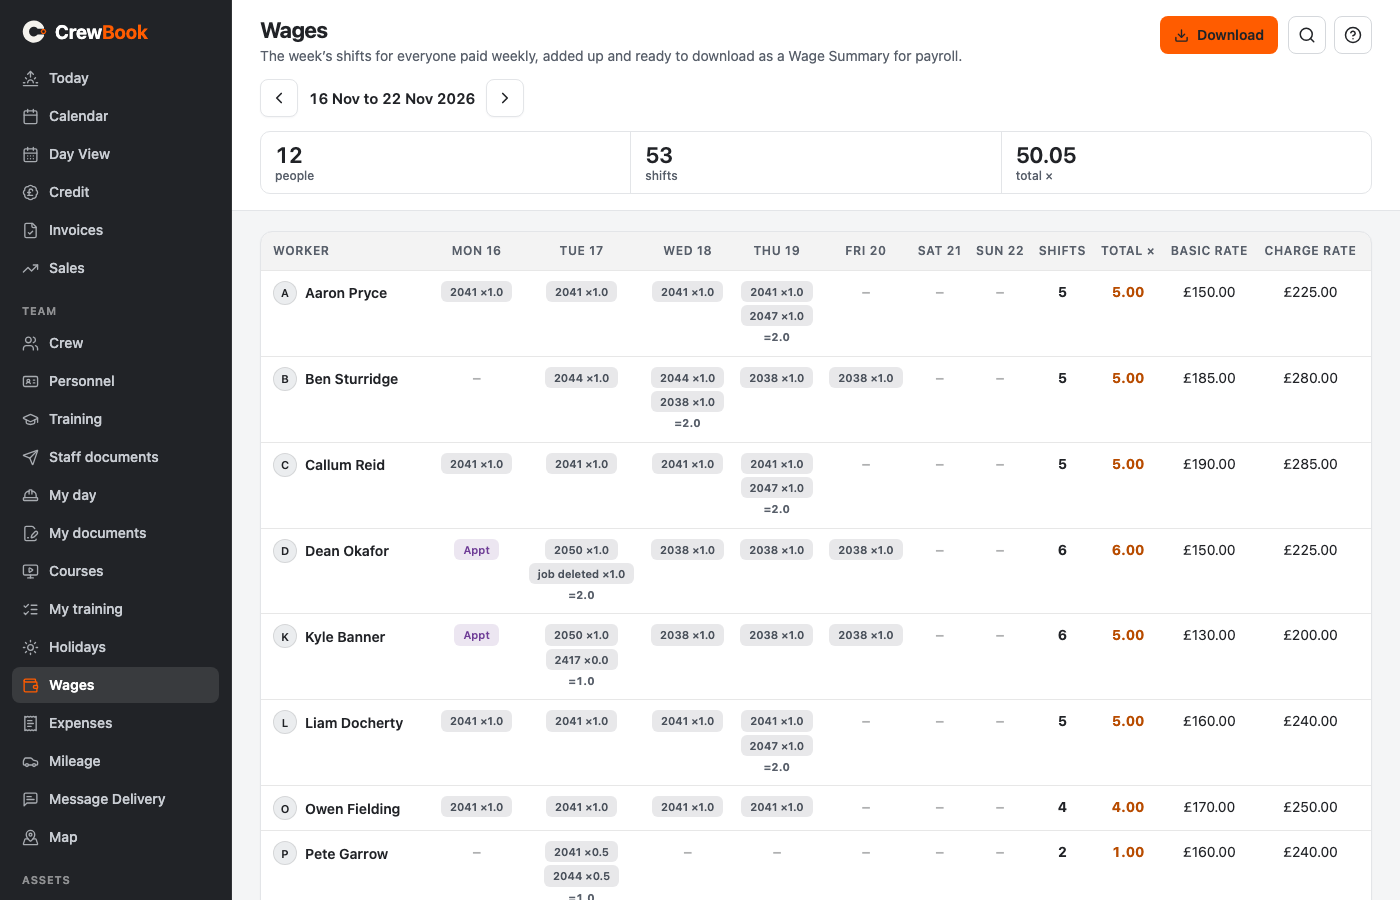 CrewBook
Today
Calendar
Day View
Credit
Invoices
Sales
TEAM
Crew
Personnel
Training
Staff documents
My day
My documents
Courses
My training
Holidays
Wages
Expenses
Mileage
Message Delivery
Map
ASSETS
Wages
The week's shifts for everyone paid weekly, added up and ready to download as a Wage Summary for payroll.
Download
16 Nov to 22 Nov 2026
12
people
53
shifts
50.05
total ×
WORKER MON 16 TUE 17 WED 18 THU 19 FRI 20 SAT 21 SUN 22 SHIFTS TOTAL × BASIC RATE CHARGE RATE
A Aaron Pryce 2041 ×1.0 2041 ×1.0 2041 ×1.0 2041 ×1.0 – – – 5 5.00 £150.00 £225.00
2047 ×1.0
=2.0
B Ben Sturridge – 2044 ×1.0 2044 ×1.0 2038 ×1.0 2038 ×1.0 – – 5 5.00 £185.00 £280.00
2038 ×1.0
=2.0
C Callum Reid 2041 ×1.0 2041 ×1.0 2041 ×1.0 2041 ×1.0 – – – 5 5.00 £190.00 £285.00
2047 ×1.0
=2.0
D Dean Okafor Appt 2050 ×1.0 2038 ×1.0 2038 ×1.0 2038 ×1.0 – – 6 6.00 £150.00 £225.00
job deleted ×1.0
=2.0
K Kyle Banner Appt 2050 ×1.0 2038 ×1.0 2038 ×1.0 2038 ×1.0 – – 6 5.00 £130.00 £200.00
2417 ×0.0
=1.0
L Liam Docherty 2041 ×1.0 2041 ×1.0 2041 ×1.0 2041 ×1.0 – – – 5 5.00 £160.00 £240.00
2047 ×1.0
=2.0
O Owen Fielding 2041 ×1.0 2041 ×1.0 2041 ×1.0 2041 ×1.0 – – – 4 4.00 £170.00 £250.00
P Pete Garrow – 2041 ×0.5 – – – – – 2 1.00 £160.00 £240.00
2044 ×0.5
=1.0